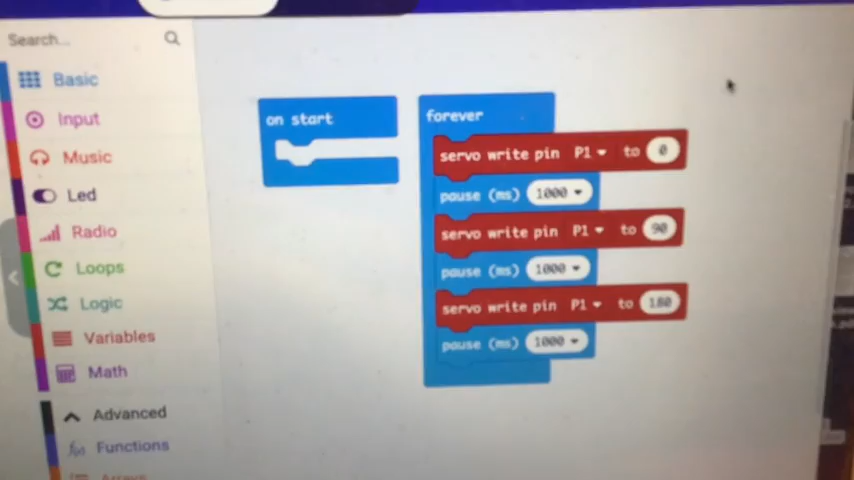 Search...
Basic
Input
Music
Led
Radio
Loops
Logic
Variables
Math
Advanced
Functions
Arrays
on start
forever
servo write pin P1 to 0
pause (ms) 1000
servo write pin P1 to 90
pause (ms) 1000
servo write pin P1 to 180
pause (ms) 1000